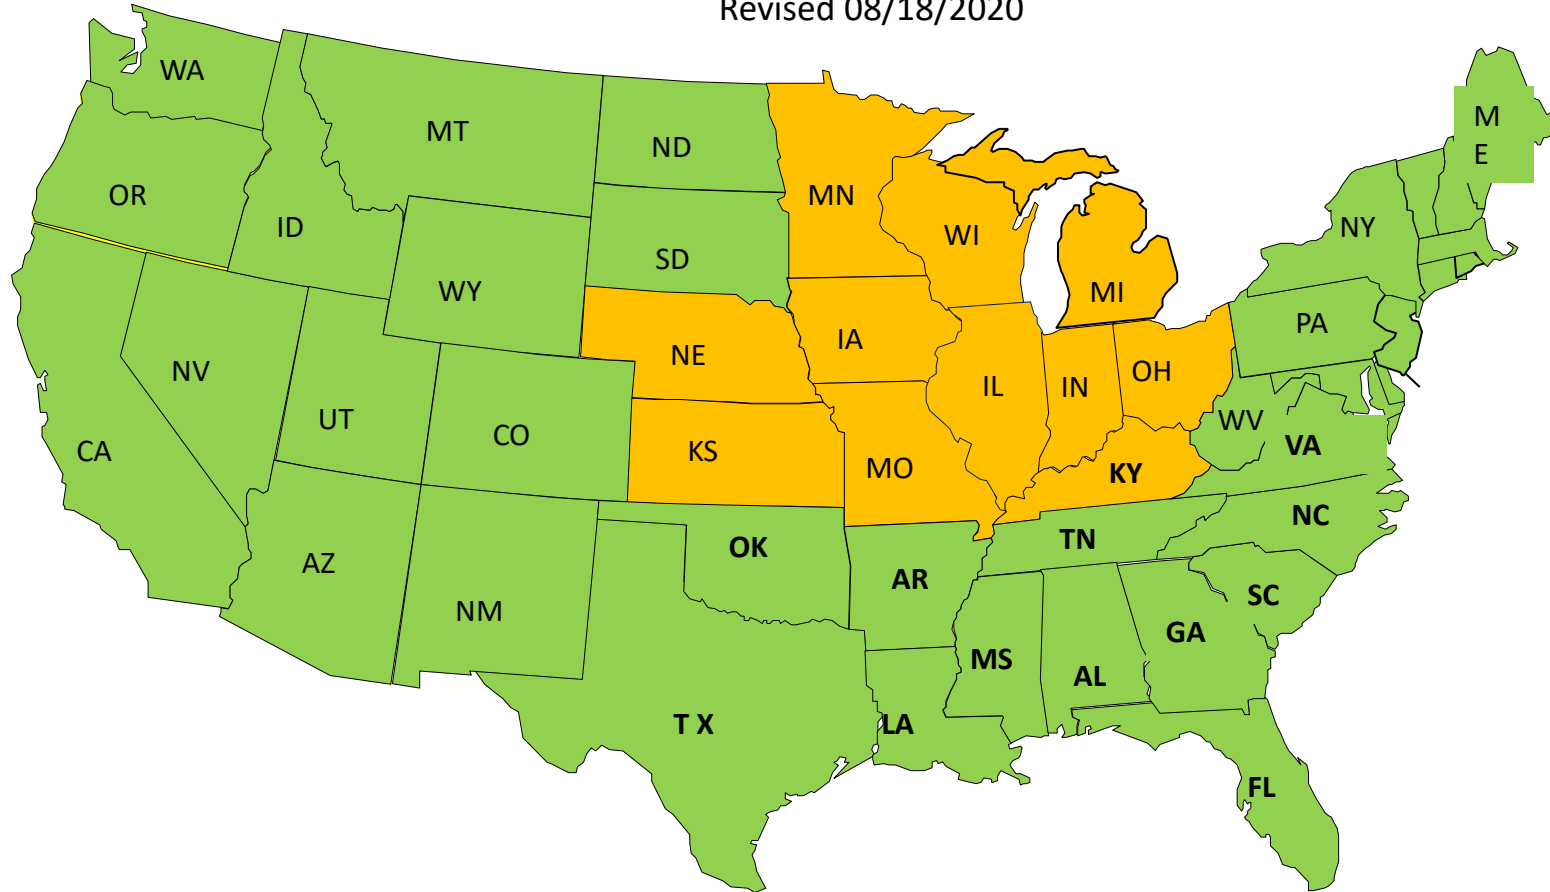 Revised 08/18/2020
WA
MT
ND
M
E
OR
ID
MN
WI
NY
SD
WY
MI
NE
IA
PA
NV
UT
CO
IL
IN
OH
CA
KS
MO
KY
WV
VA
AZ
NM
OK
AR
TN
NC
SC
GA
MS
AL
T X
LA
FL